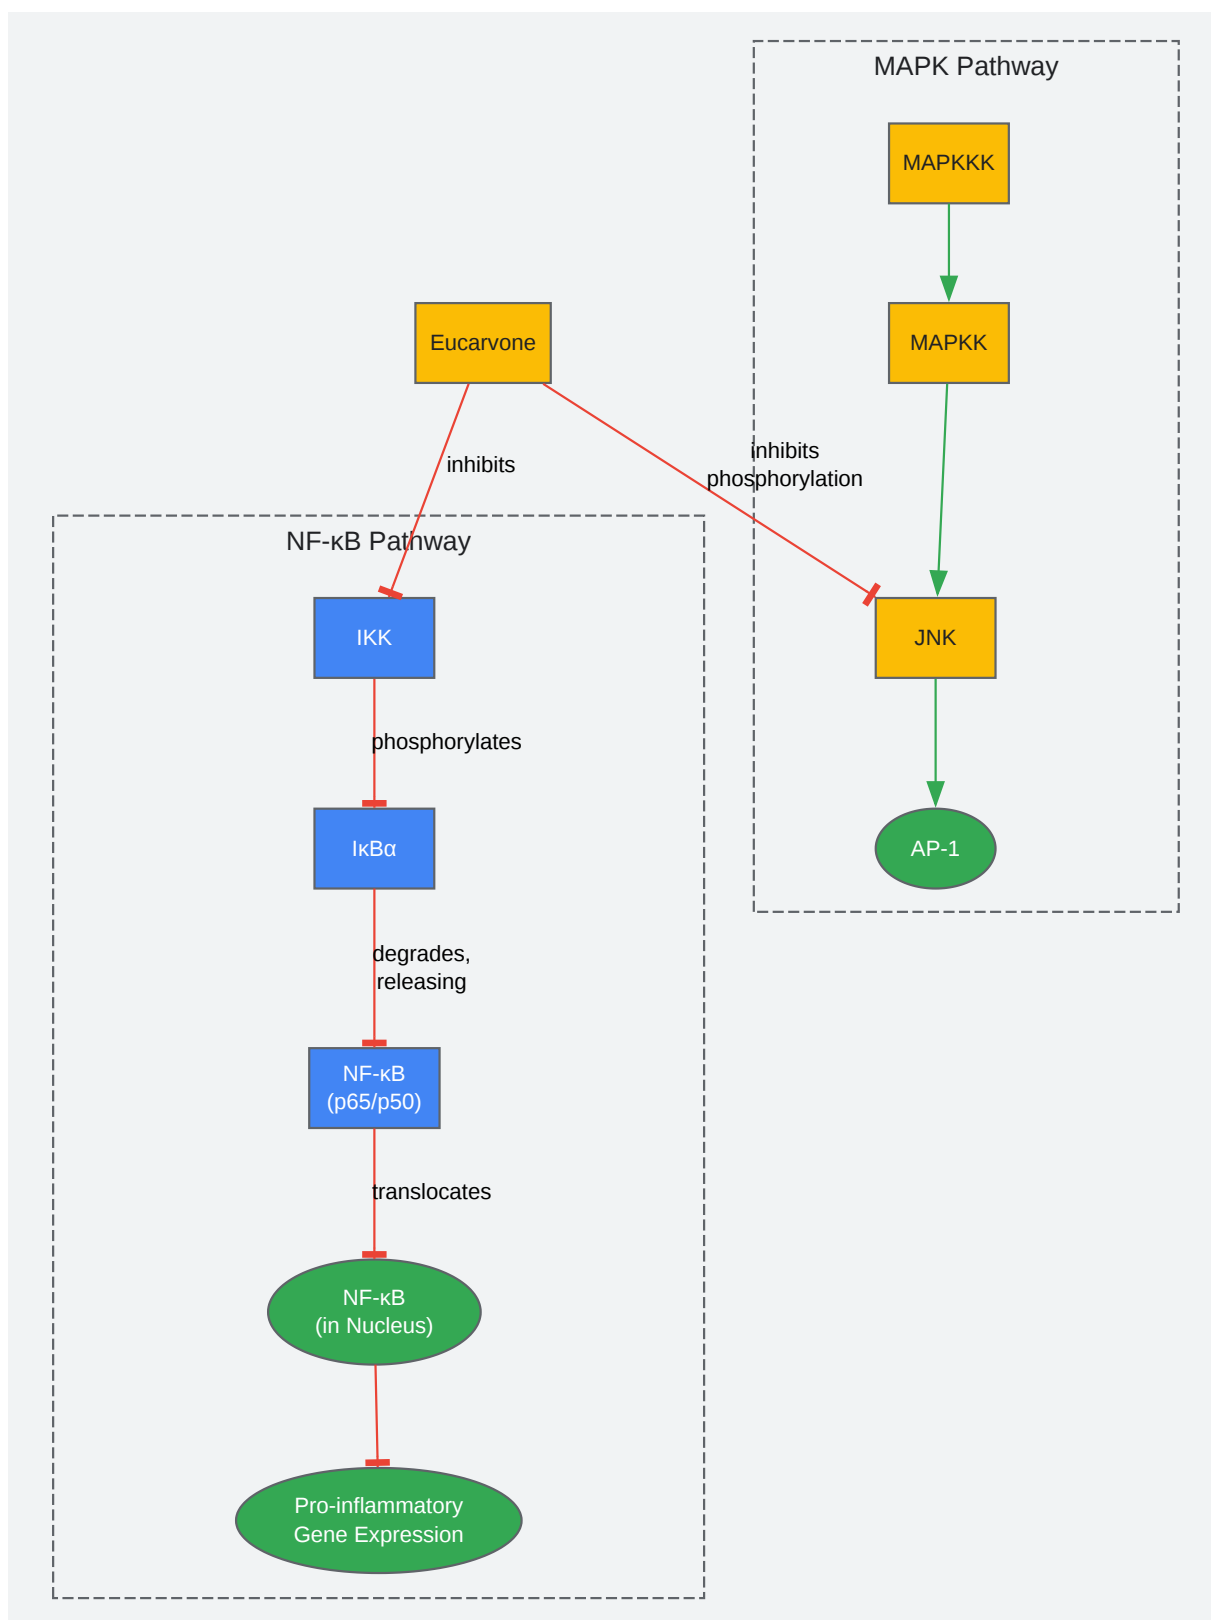 MAPK Pathway
MAPKKK
MAPKK
Eucarvone
inhibits
phosphorylation
inhibits
NF-κB Pathway
IKK
JNK
phosphorylates
IκBα
AP-1
degrades,
releasing
NF-κB
(p65/p50)
translocates
NF-κB
(in Nucleus)
Pro-inflammatory
Gene Expression